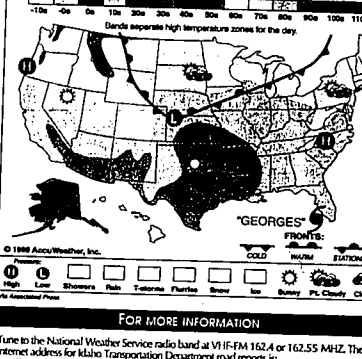 -10s -0s 0s 10s 20s 30s 40s 50s 60s 70s 80s 90s 100s 110
Bands separate high temperature zones for the day.
H
L
H
"GEORGES"
FRONTS:
COLD WARM STATION
© 1998 AccuWeather, Inc.
Pressure:
H L
High Low Showers Rain T-storms Flurries Snow Ice Sunny Pt. Cloudy
Via Associated Press
FOR MORE INFORMATION
Tune to the National Weather Service radio band at VHF-FM 162.4 or 162.55 MHZ. The
Internet address for Idaho Transportation Department road reports is: